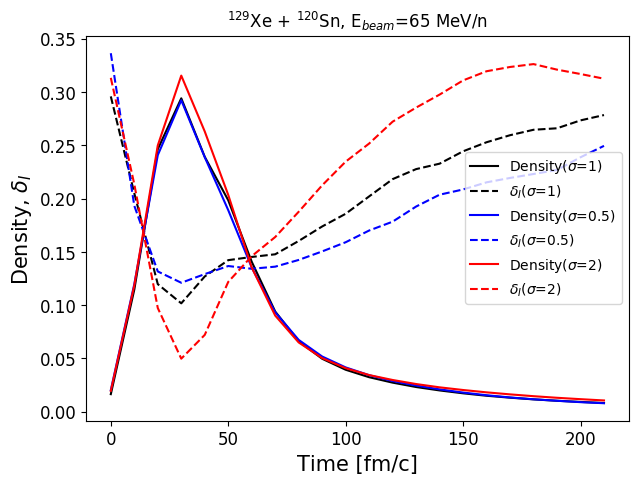 ¹²⁹Xe + ¹²⁰Sn, E_beam=65 MeV/n
Density, δ_I
0.35
0.30
0.25
0.20
0.15
0.10
0.05
0.00
Density(σ=1)
δ_I(σ=1)
Density(σ=0.5)
δ_I(σ=0.5)
Density(σ=2)
δ_I(σ=2)
0 50 100 150 200
Time [fm/c]